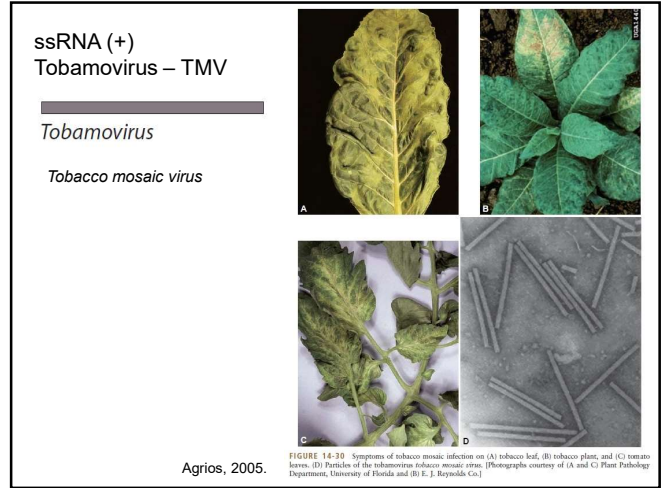 ssRNA (+)
Tobamovirus – TMV
Tobamovirus
Tobacco mosaic virus
A
B
C
D
Agrios, 2005.
FIGURE 14-30 Symptoms of tobacco mosaic infection on (A) tobacco leaf, (B) tobacco plant, and (C) tomato
leaves. (D) Particles of the tobamovirus tobacco mosaic virus. [Photographs courtesy of (A and C) Plant Pathology
Department, University of Florida and (B) E. J. Reynolds Co.]